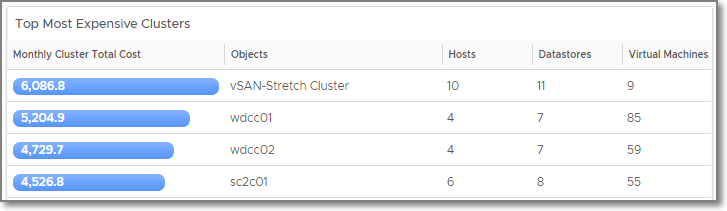 Top Most Expensive Clusters
Monthly Cluster Total Cost Objects Hosts Datastores Virtual Machines
6,086.8 vSAN-Stretch Cluster 10 11 9
5,204.9 wdcc01 4 7 85
4,729.7 wdcc02 4 7 59
4,526.8 sc2c01 6 8 55